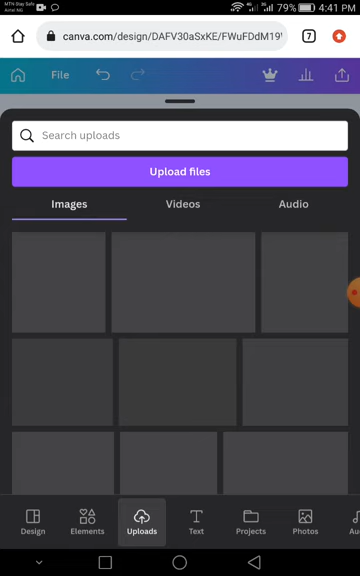 MTN-Stay Safe
Airtel NG
79% 4:41 PM
canva.com/design/DAFV30aSxKE/FWuFDdM19
7
File
Search uploads
Upload files
Images Videos Audio
Design Elements Uploads Text Projects Photos Au